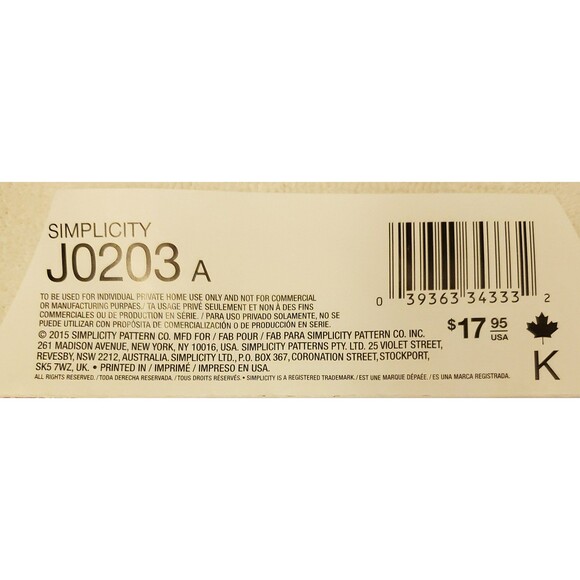 SIMPLICITY
J0203 A
TO BE USED FOR INDIVIDUAL PRIVATE HOME USE ONLY AND NOT FOR COMMERCIAL
OR MANUFACTURING PURPAES./ TA USAGE PRIVÉ SEULEMENT ET NON À DES FINS
COMMERCIALES OU DE PRODUCTION EN SÉRIE. / PARA USO PRIVADO SOLAMENTE, NO SE
PUEDE UTILIZAR CON PROPÓSITA DE COMERCIALIZACIÓN O DE PRODUCCIÓN EN SERIE.
© 2015 SIMPLICITY PATTERN CO. MFD FOR / FAB POUR / FAB PARA SIMPLICITY PATTERN CO. INC.
261 MADISON AVENUE, NEW YORK, NY 10016, USA. SIMPLICITY PATTERNS PTY. LTD. 25 VIOLET STREET,
REVESBY, NSW 2212, AUSTRALIA. SIMPLICITY LTD., P.O. BOX 367, CORONATION STREET, STOCKPORT,
SK5 7WZ, UK. • PRINTED IN / IMPRIMÉ / IMPRESO EN USA.
ALL RIGHTS RESERVED. / TODA DERECHA RESERVADA. / TOUS DROITS RÉSERVÉS. • SIMPLICITY IS A REGISTERED TRADEMARK. / EST UNE MARQUE DÉPAÉE. / ES UNA MARCA REGISTRADA.
0 39363 34333 2
$17.95
USA
K